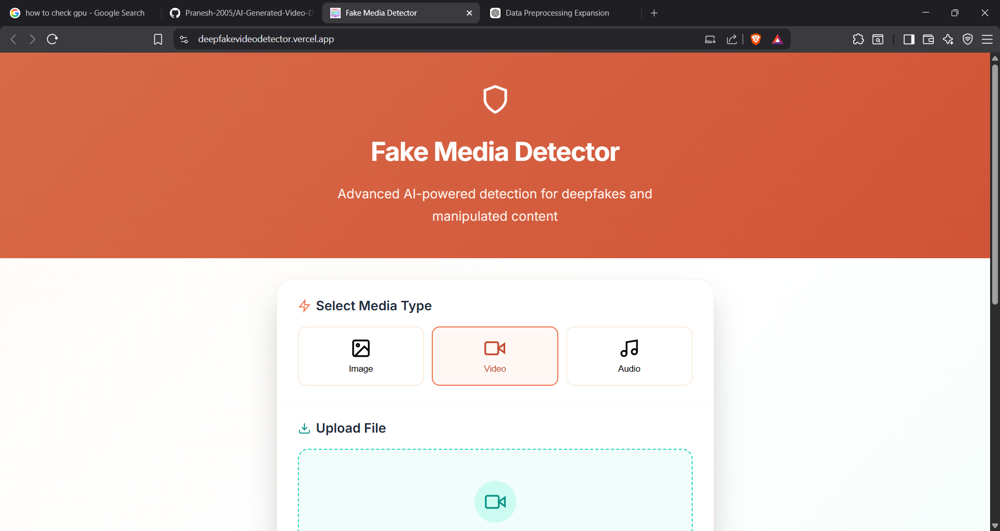 how to check gpu - Google Search
Pranesh-2005/AI-Generated-Video-D
Fake Media Detector
Data Preprocessing Expansion
deepfakevideodetector.vercel.app
Fake Media Detector
Advanced AI-powered detection for deepfakes and
manipulated content
Select Media Type
Image
Video
Audio
Upload File